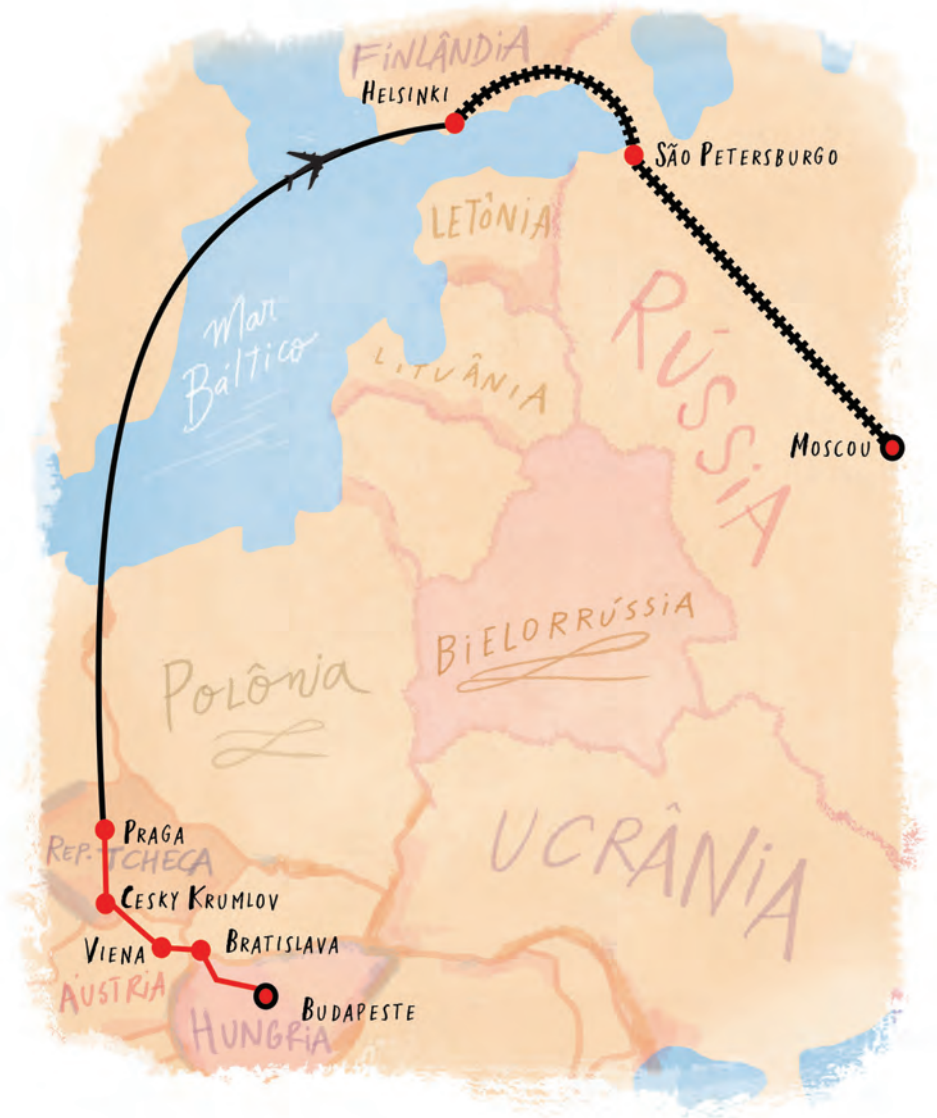 FINLÂNDIA
HELSINKI
SÃO PETERSBURGO
LETÔNIA
Mar
Báltico
LITUÂNIA
RÚSSIA
MOSCOU
BIELORRÚSSIA
POLÔNIA
UCRÂNIA
PRAGA
REP. TCHECA
CESKY KRUMLOV
VIENA
BRATISLAVA
ÁUSTRIA
BUDAPESTE
HUNGRIA